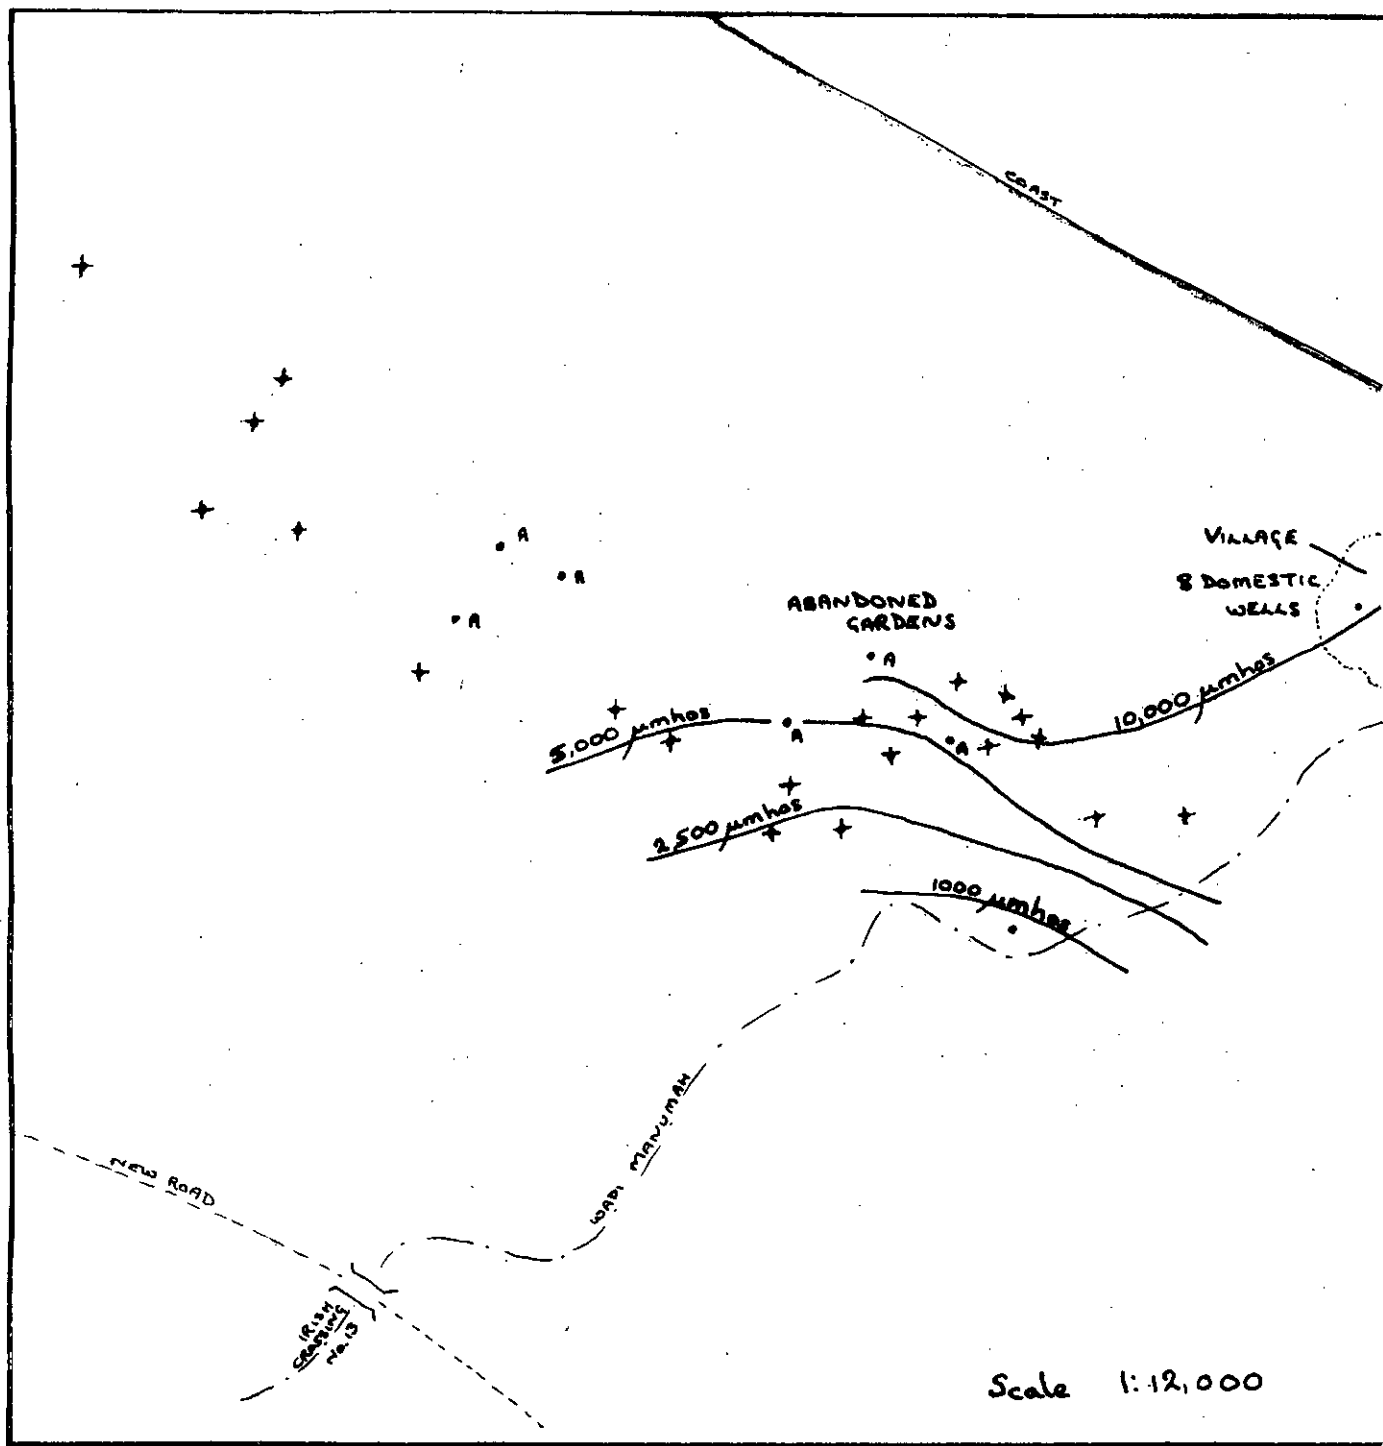 COAST
A
A
A
VILLAGE
8 DOMESTIC
WELLS
ABANDONED
GARDENS
A
10,000 µmhos
5,000 µmhos
A
A
2,500 µmhos
1000 µmhos
WADI MANUMAH
NEW ROAD
IRISH
CROSSING
No. 13
Scale 1:12,000